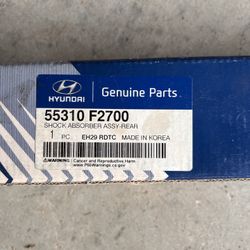 HYUNDAI
Genuine Parts
55310 F2700
SHOCK ABSORBER ASSY-REAR
1 PC EH29 RDTC MADE IN KOREA
WARNING: Cancer and Reproductive Harm
www.P65Warnings.ca.gov